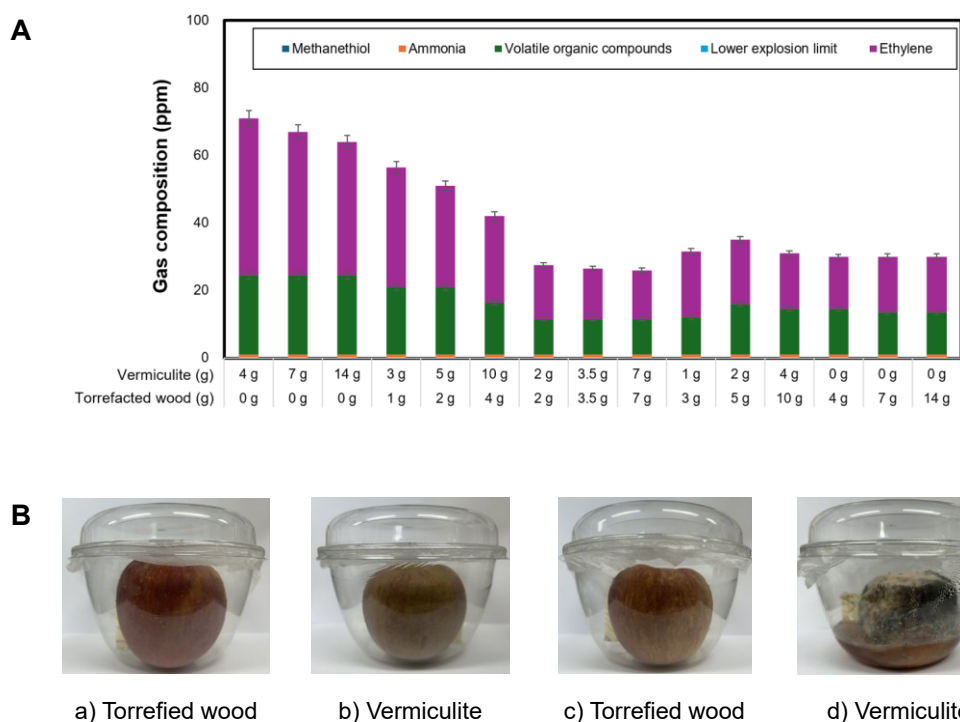 A
100
Methanethiol Ammonia Volatile organic compounds Lower explosion limit Ethylene
80
60
40
20
0
Gas composition (ppm)
Vermiculite (g) 4 g 7 g 14 g 3 g 5 g 10 g 2 g 3.5 g 7 g 1 g 2 g 4 g 0 g 0 g 0 g
Torrefacted wood (g) 0 g 0 g 0 g 1 g 2 g 4 g 2 g 3.5 g 7 g 3 g 5 g 10 g 4 g 7 g 14 g
B
a) Torrefied wood b) Vermiculite c) Torrefied wood d) Vermiculite